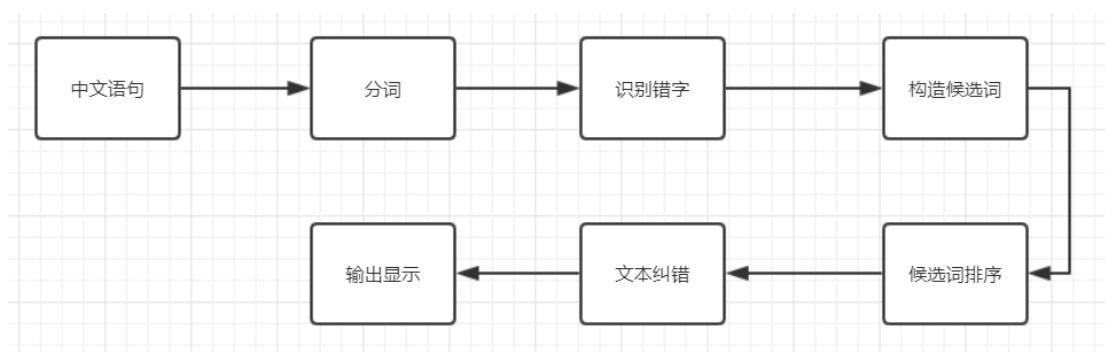 中文语句
分词
识别错字
构造候选词
候选词排序
文本纠错
输出显示